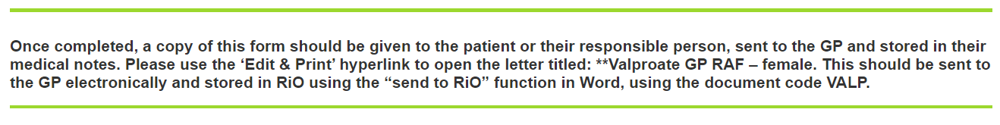 Once completed, a copy of this form should be given to the patient or their responsible person, sent to the GP and stored in their
medical notes. Please use the ‘Edit & Print’ hyperlink to open the letter titled: **Valproate GP RAF – female. This should be sent to
the GP electronically and stored in RiO using the “send to RiO” function in Word, using the document code VALP.